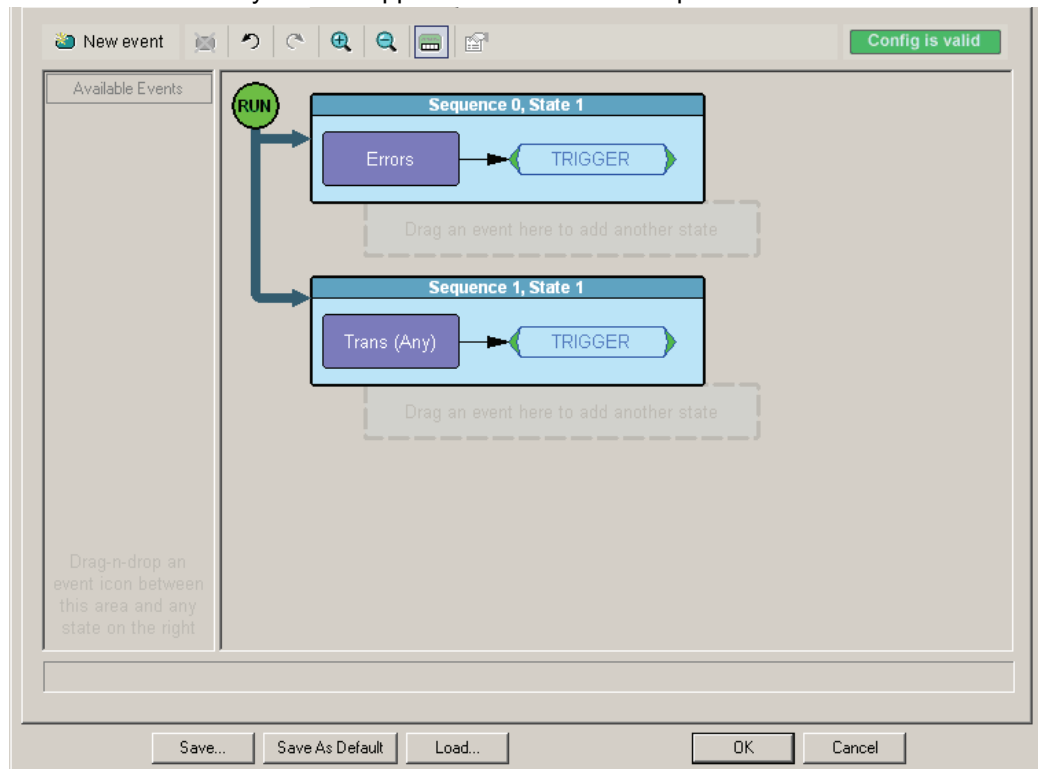 New event
Config is valid
Available Events
RUN
Sequence 0, State 1
Errors
TRIGGER
Drag an event here to add another state
Sequence 1, State 1
Trans (Any)
TRIGGER
Drag an event here to add another state
Drag-n-drop an
event icon between
this area and any
state on the right
Save...
Save As Default
Load...
OK
Cancel